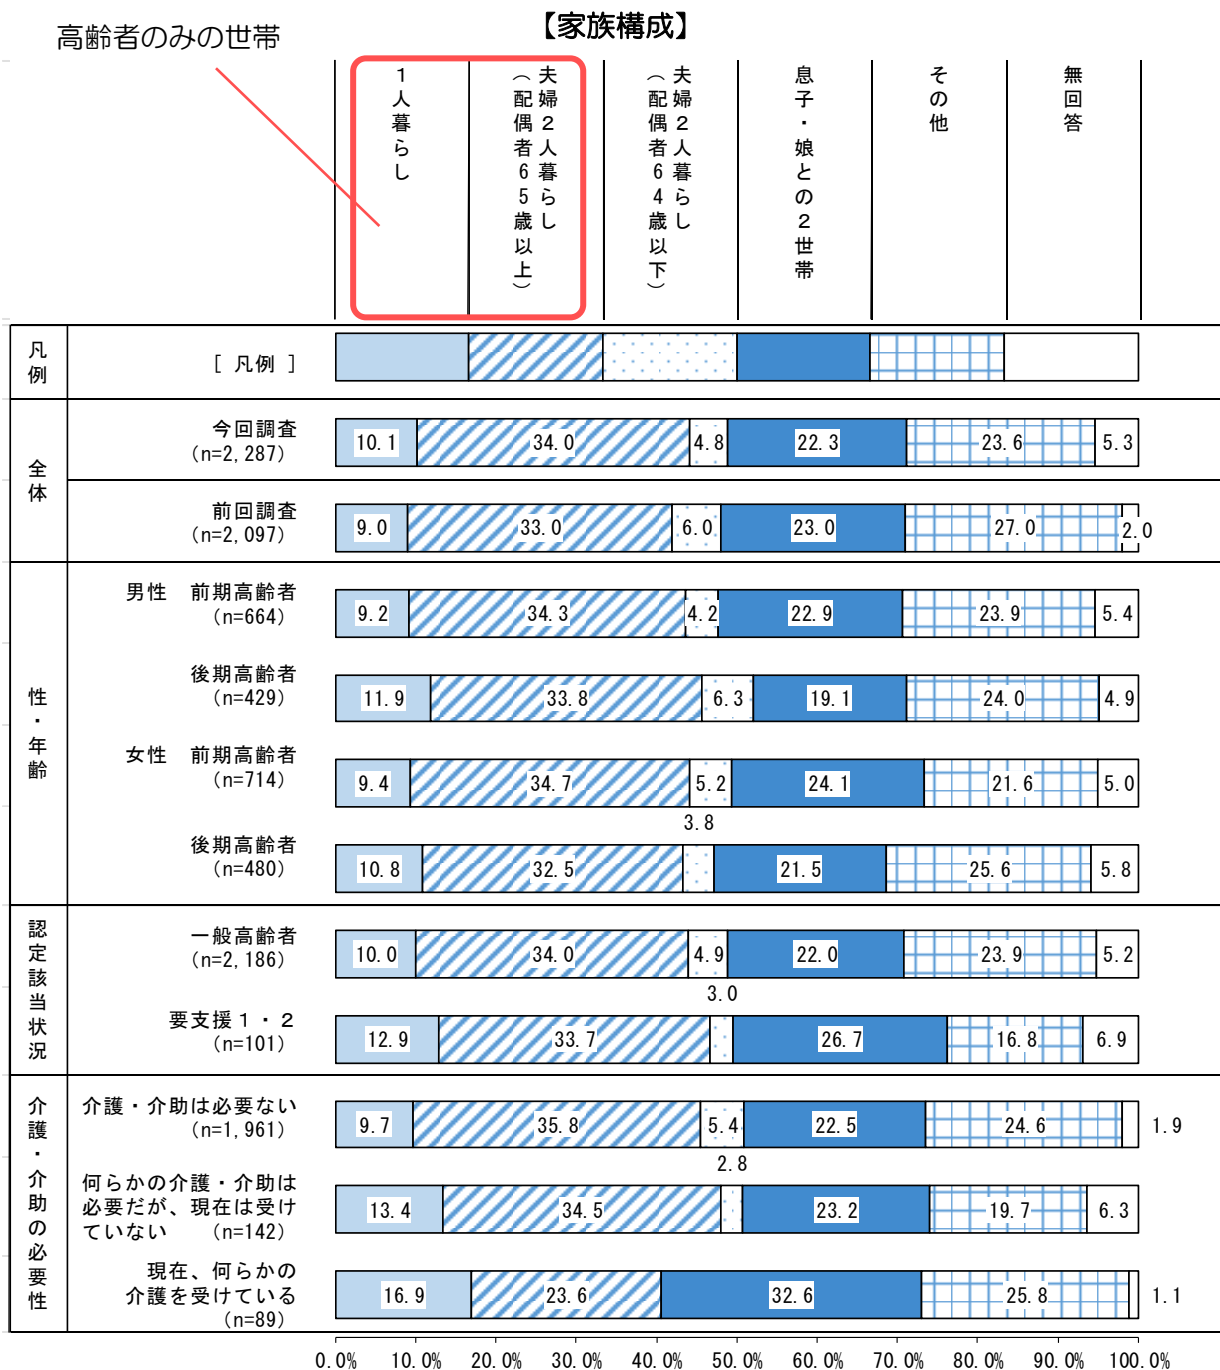 【家族構成】
高齢者のみの世帯
１人暮らし
夫婦２人暮らし
（配偶者６５歳以上）
夫婦２人暮らし
（配偶者６４歳以下）
息子・娘との２世帯
その他
無回答
凡例
[ 凡例 ]
全体
今回調査
(n=2,287)
10.1 34.0 4.8 22.3 23.6 5.3
前回調査
(n=2,097)
9.0 33.0 6.0 23.0 27.0 2.0
性・年齢
男性　前期高齢者
(n=664)
9.2 34.3 4.2 22.9 23.9 5.4
後期高齢者
(n=429)
11.9 33.8 6.3 19.1 24.0 4.9
女性　前期高齢者
(n=714)
9.4 34.7 5.2 24.1 21.6 5.0
後期高齢者
(n=480)
10.8 32.5 3.8 21.5 25.6 5.8
認定該当状況
一般高齢者
(n=2,186)
10.0 34.0 4.9 22.0 23.9 5.2
要支援１・２
(n=101)
12.9 33.7 3.0 26.7 16.8 6.9
介護・介助の必要性
介護・介助は必要ない
(n=1,961)
9.7 35.8 5.4 22.5 24.6 1.9
何らかの介護・介助は
必要だが、現在は受け
ていない　(n=142)
13.4 34.5 2.8 23.2 19.7 6.3
現在、何らかの
介護を受けている
(n=89)
16.9 23.6 32.6 25.8 1.1
0.0% 10.0% 20.0% 30.0% 40.0% 50.0% 60.0% 70.0% 80.0% 90.0% 100.0%